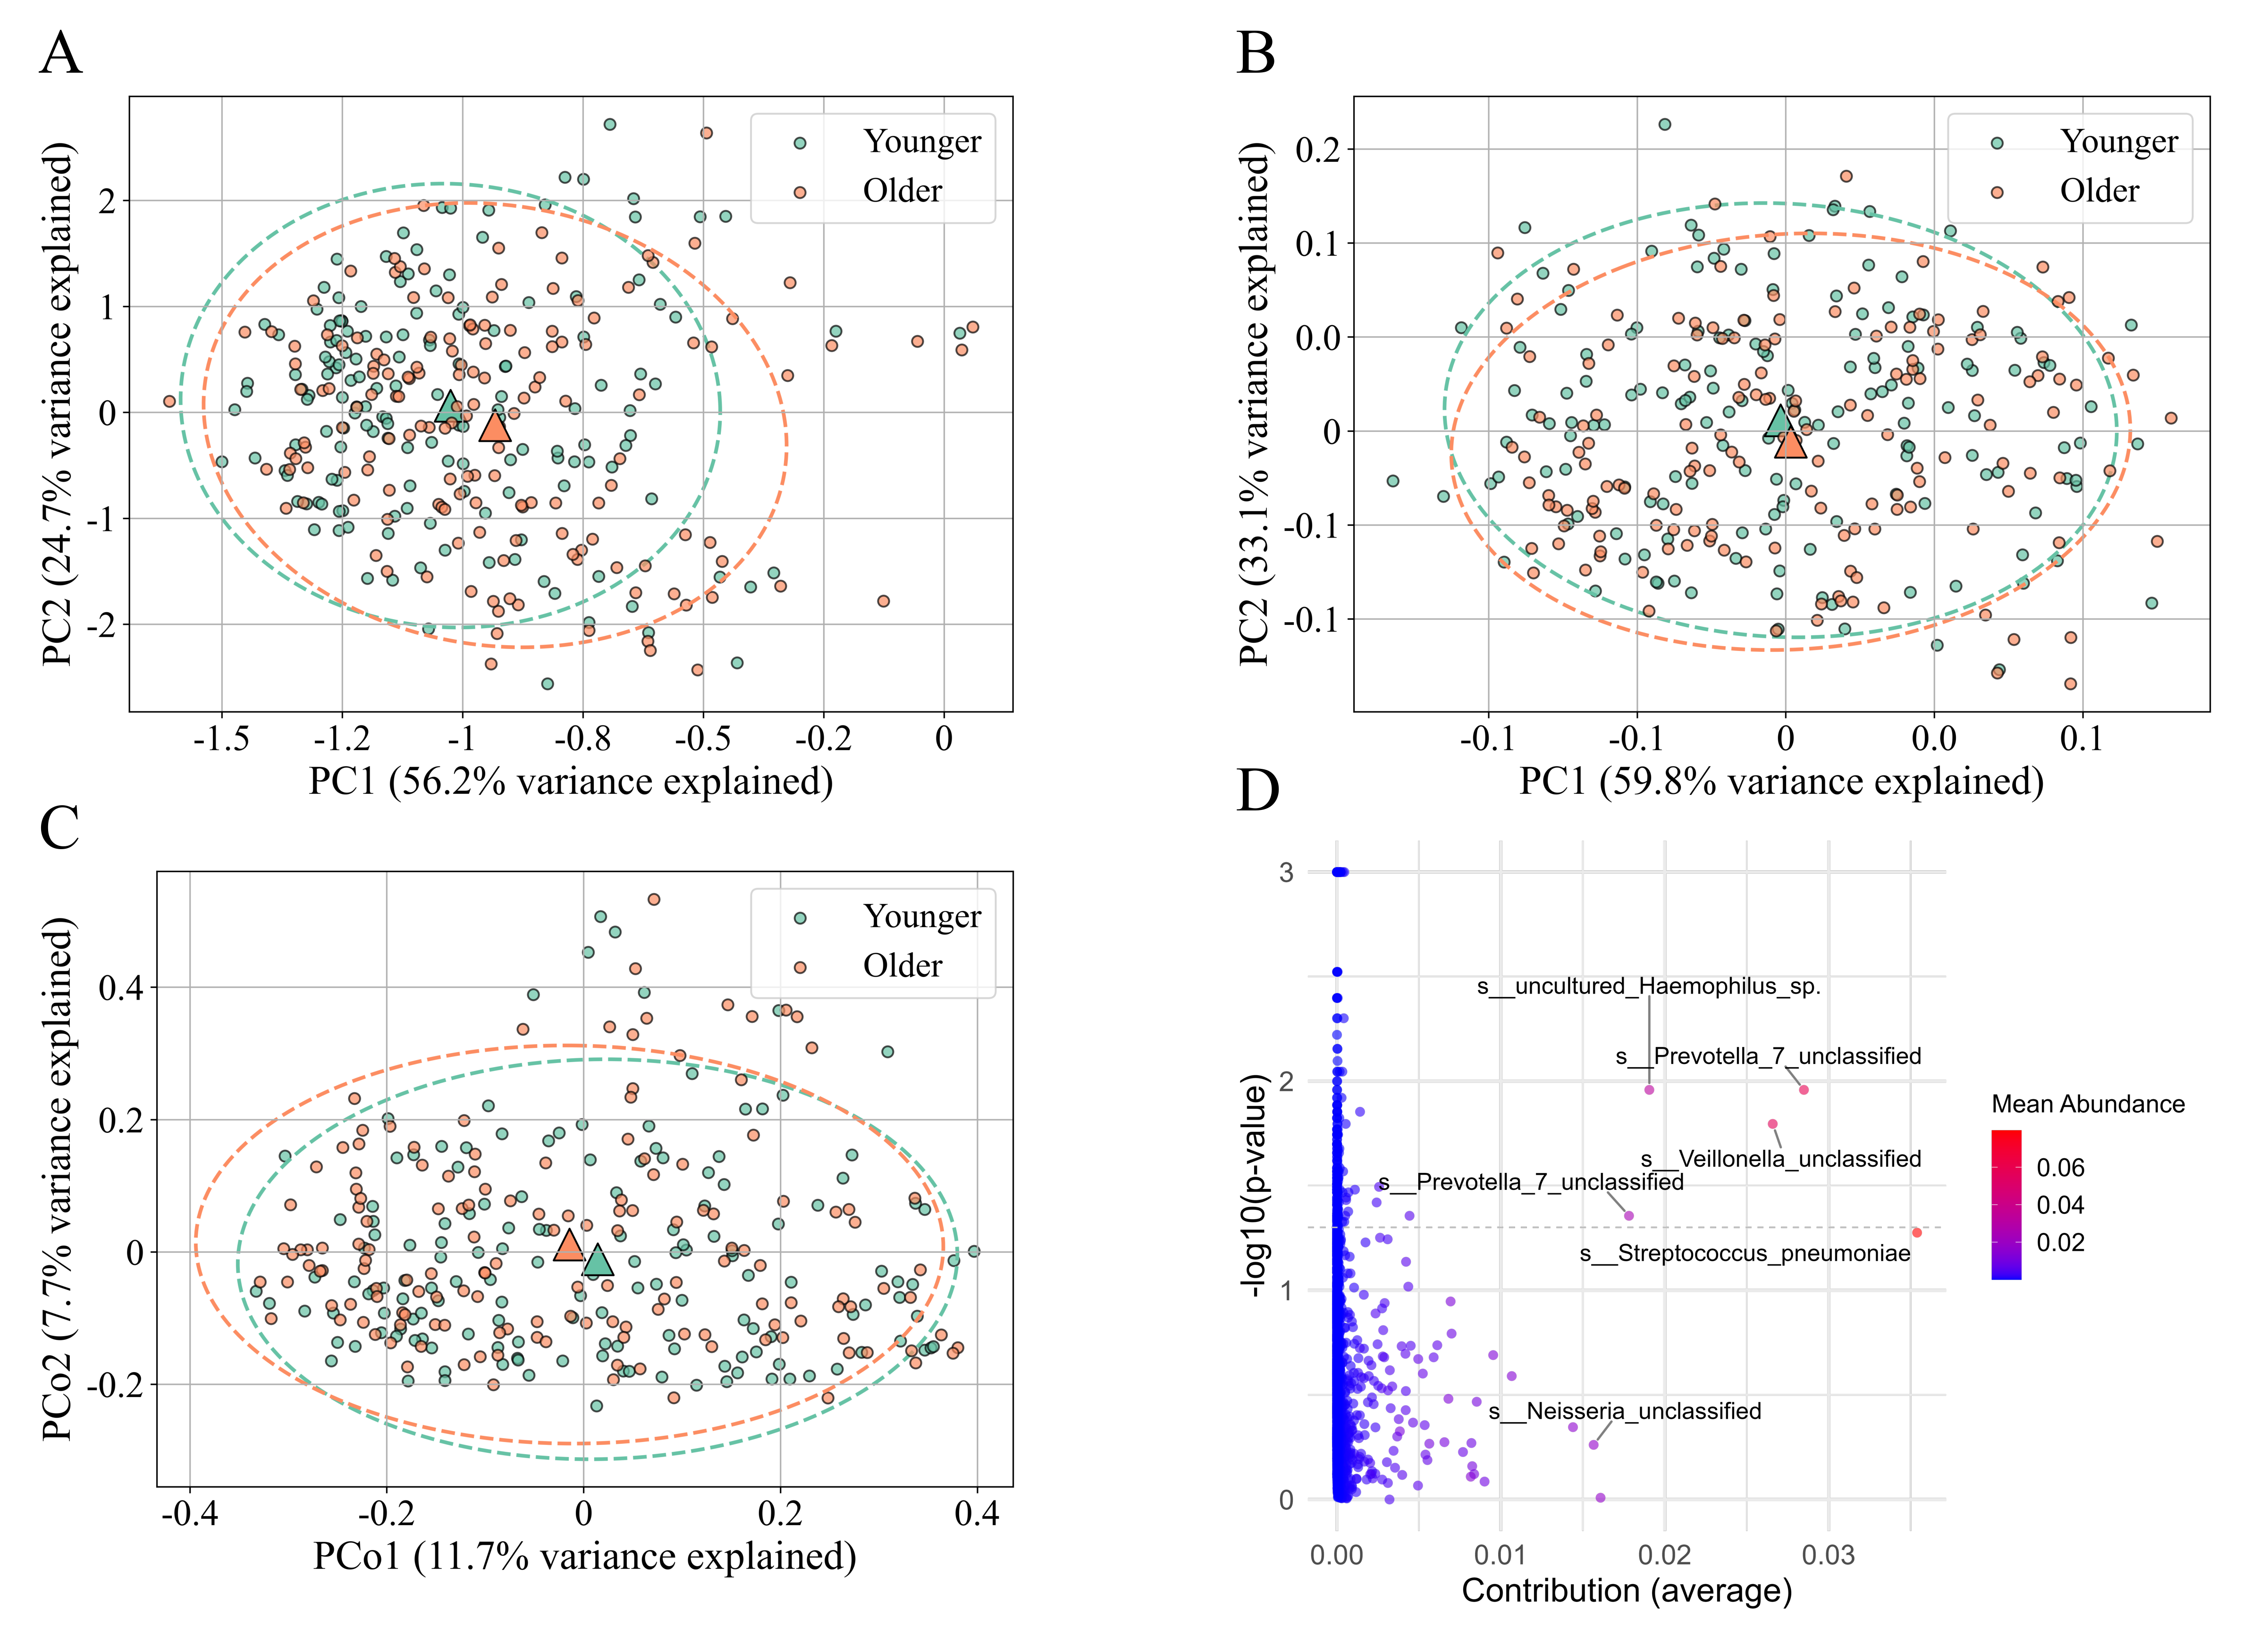 A
PC2 (24.7% variance explained)
2
1
0
-1
-2
Younger
Older
-1.5 -1.2 -1 -0.8 -0.5 -0.2 0
PC1 (56.2% variance explained)
B
PC2 (33.1% variance explained)
0.2
0.1
0.0
0
-0.1
-0.1
Younger
Older
-0.1 -0.1 0 0.0 0.1
PC1 (59.8% variance explained)
C
PCo2 (7.7% variance explained)
0.4
0.2
0
-0.2
Younger
Older
-0.4 -0.2 0 0.2 0.4
PCo1 (11.7% variance explained)
D
-log10(p-value)
3
2
1
0
s__uncultured_Haemophilus_sp.
s__Prevotella_7_unclassified
s__Veillonella_unclassified
s__Prevotella_7_unclassified
s__Streptococcus_pneumoniae
s__Neisseria_unclassified
0.00 0.01 0.02 0.03
Contribution (average)
Mean Abundance
0.06
0.04
0.02